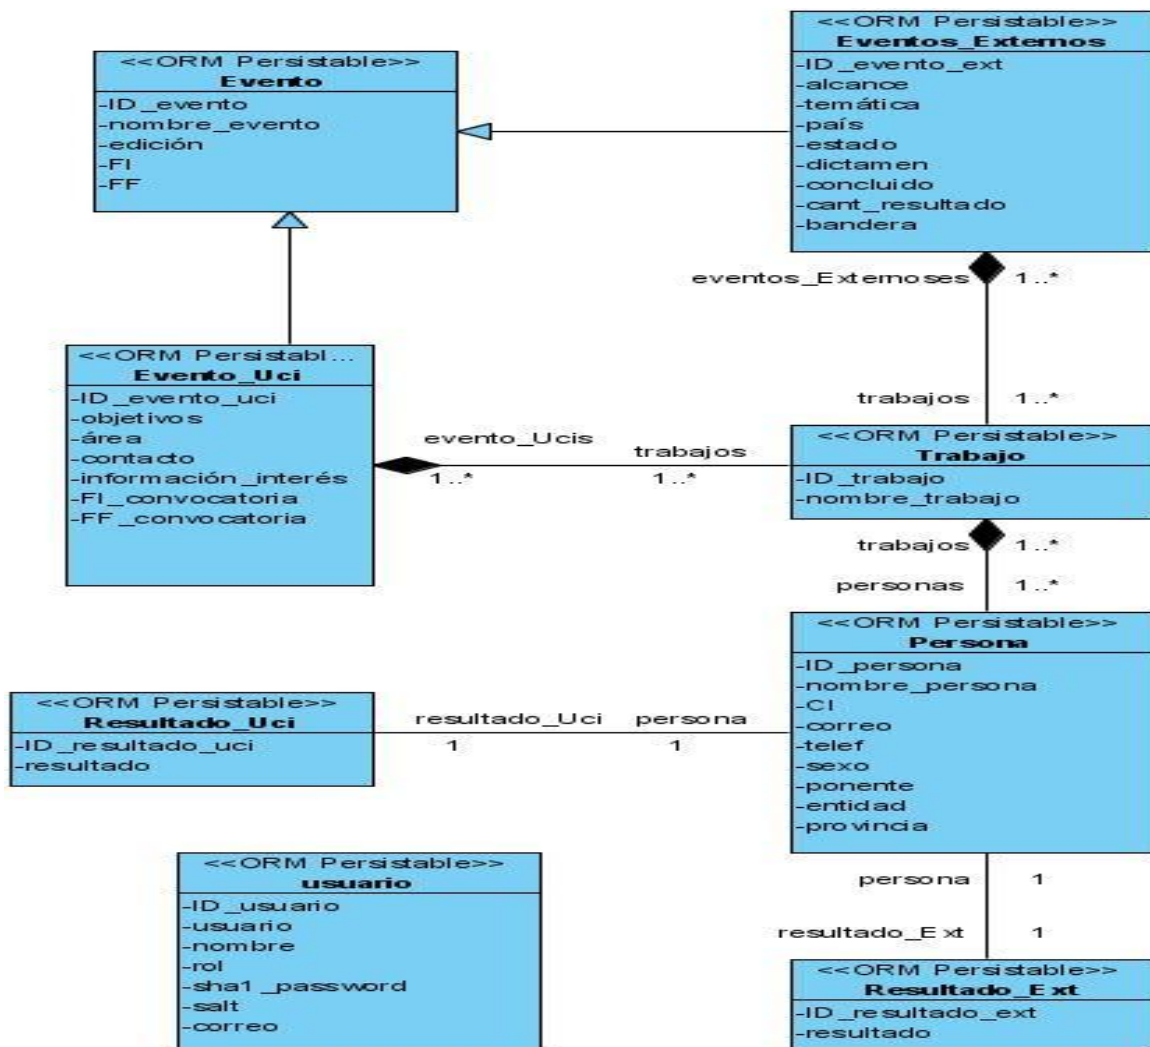 <<ORM Persistable>>
Evento
-ID_evento
-nombre_evento
-edición
-FI
-FF
<<ORM Persistable>>
Eventos_Externos
-ID_evento_ext
-alcance
-temática
-país
-estado
-dictamen
-concluido
-cant_resultado
-bandera
eventos_Externoses 1..*
trabajos 1..*
<<ORM Persistabl...
Evento_Uci
-ID_evento_uci
-objetivos
-área
-contacto
-información_interés
-FI_convocatoria
-FF_convocatoria
evento_Ucis trabajos
1..* 1..*
<<ORM Persistable>>
Trabajo
-ID_trabajo
-nombre_trabajo
trabajos 1..*
personas 1..*
<<ORM Persistable>>
Persona
-ID_persona
-nombre_persona
-CI
-correo
-telef
-sexo
-ponente
-entidad
-provincia
<<ORM Persistable>>
Resultado_Uci
-ID_resultado_uci
-resultado
resultado_Uci persona
1 1
<<ORM Persistable>>
usuario
-ID_usuario
-usuario
-nombre
-rol
-sha1_password
-salt
-correo
persona 1
resultado_Ext 1
<<ORM Persistable>>
Resultado_Ext
-ID_resultado_ext
-resultado